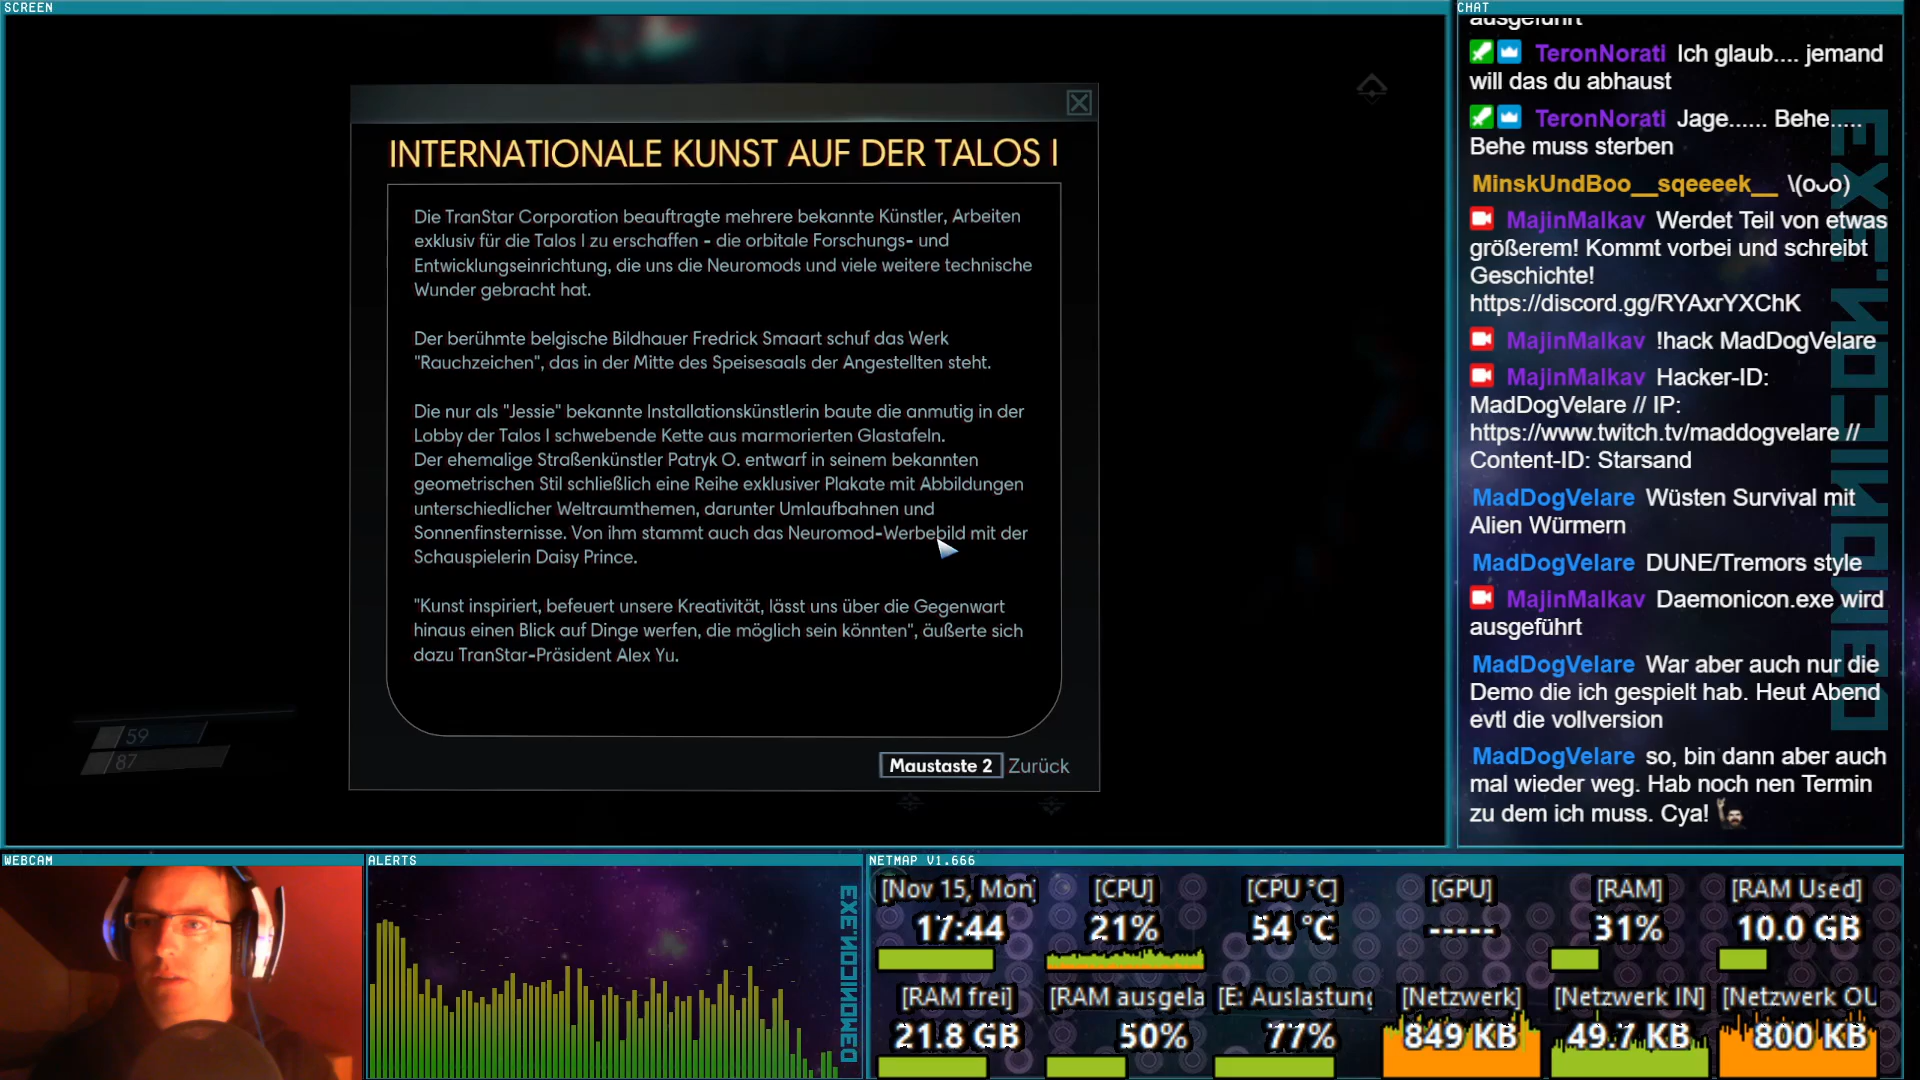 SCREEN
INTERNATIONALE KUNST AUF DER TALOS I
Die TranStar Corporation beauftragte mehrere bekannte Künstler, Arbeiten
exklusiv für die Talos I zu erschaffen - die orbitale Forschungs- und
Entwicklungseinrichtung, die uns die Neuromods und viele weitere technische
Wunder gebracht hat.
Der berühmte belgische Bildhauer Fredrick Smaart schuf das Werk
"Rauchzeichen", das in der Mitte des Speisesaals der Angestellten steht.
Die nur als "Jessie" bekannte Installationskünstlerin baute die anmutig in der
Lobby der Talos I schwebende Kette aus marmorierten Glastafeln.
Der ehemalige Straßenkünstler Patryk O. entwarf in seinem bekannten
geometrischen Stil schließlich eine Reihe exklusiver Plakate mit Abbildungen
unterschiedlicher Weltraumthemen, darunter Umlaufbahnen und
Sonnenfinsternisse. Von ihm stammt auch das Neuromod-Werbebild mit der
Schauspielerin Daisy Prince.
"Kunst inspiriert, befeuert unsere Kreativität, lässt uns über die Gegenwart
hinaus einen Blick auf Dinge werfen, die möglich sein könnten", äußerte sich
dazu TranStar-Präsident Alex Yu.
Maustaste 2 Zurück
59
87
CHAT
ausgeführt
TeronNorati Ich glaub.... jemand
will das du abhaust
TeronNorati Jage...... Behe.....
Behe muss sterben
MinskUndBoo__sqeeeek__ \(oᴗo)
MajinMalkav Werdet Teil von etwas
größerem! Kommt vorbei und schreibt
Geschichte!
https://discord.gg/RYAxrYXChK
MajinMalkav !hack MadDogVelare
MajinMalkav Hacker-ID:
MadDogVelare // IP:
https://www.twitch.tv/maddogvelare //
Content-ID: Starsand
MadDogVelare Wüsten Survival mit
Alien Würmern
MadDogVelare DUNE/Tremors style
MajinMalkav Daemonicon.exe wird
ausgeführt
MadDogVelare War aber auch nur die
Demo die ich gespielt hab. Heut Abend
evtl die vollversion
MadDogVelare so, bin dann aber auch
mal wieder weg. Hab noch nen Termin
zu dem ich muss. Cya!
WEBCAM
ALERTS
NETMAP V1.666
[Nov 15, Mon] [CPU] [CPU °C] [GPU] [RAM] [RAM Used]
17:44 21% 54 °C ----- 31% 10.0 GB
[RAM frei] [RAM ausgela [E: Auslastung [Netzwerk] [Netzwerk IN] [Netzwerk OU
21.8 GB 50% 77% 849 KB 49.7 KB 800 KB